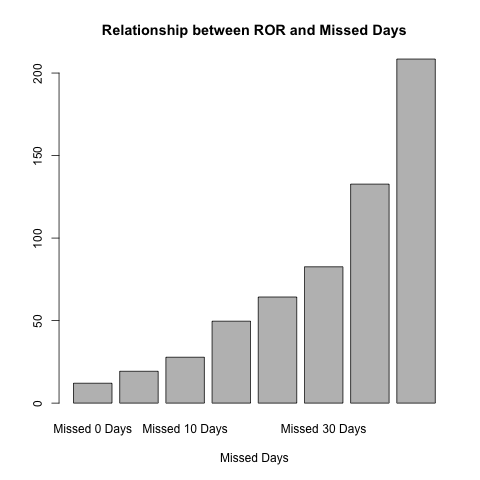 Relationship between ROR and Missed Days
200
150
100
50
0
Missed 0 Days Missed 10 Days Missed 30 Days
Missed Days